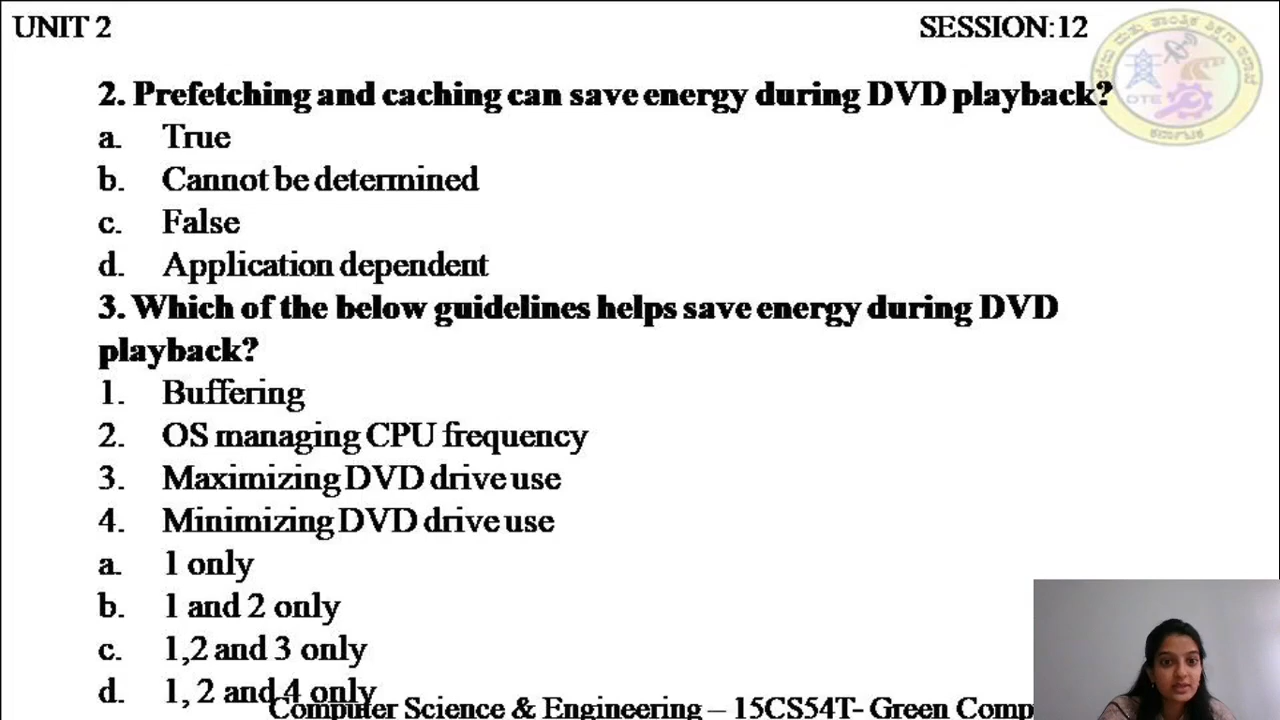 UNIT 2
SESSION:12
DTE
2. Prefetching and caching can save energy during DVD playback?
a. True
b. Cannot be determined
c. False
d. Application dependent
3. Which of the below guidelines helps save energy during DVD
playback?
1. Buffering
2. OS managing CPU frequency
3. Maximizing DVD drive use
4. Minimizing DVD drive use
a. 1 only
b. 1 and 2 only
c. 1,2 and 3 only
d. 1, 2 and 4 only
Computer Science & Engineering – 15CS54T- Green Comp